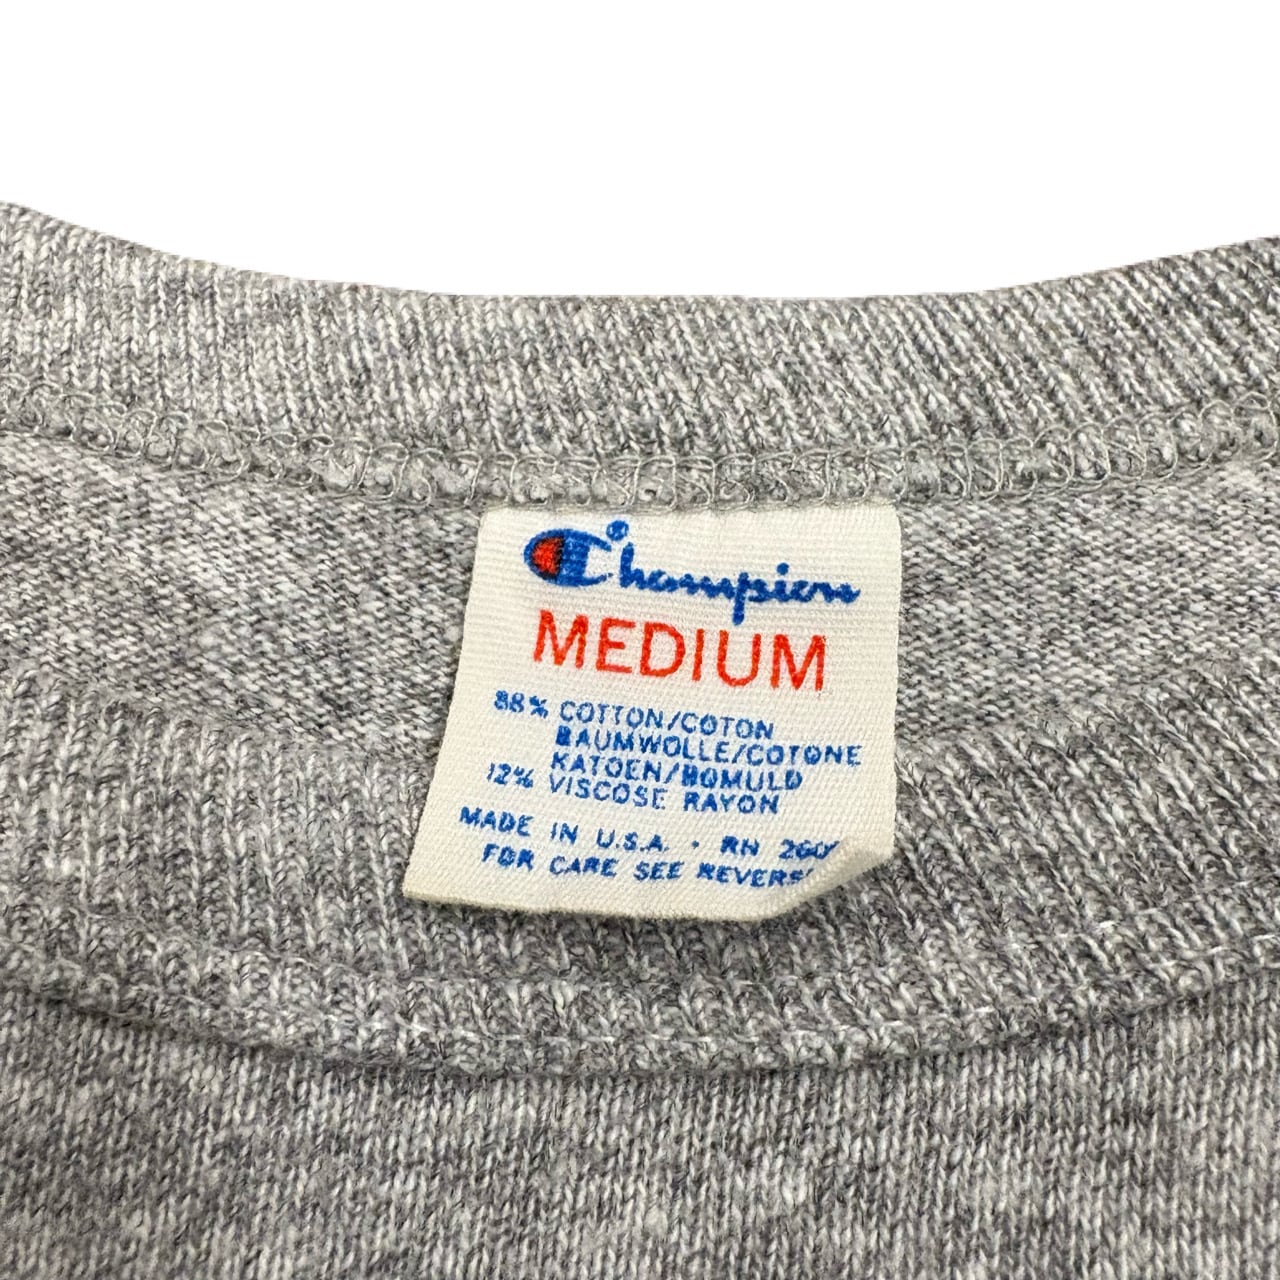 Champion
MEDIUM
88% COTTON/COTON
BAUMWOLLE/COTONE
KATOEN/BOMULD
12% VISCOSE RAYON
MADE IN U.S.A. • RN
FOR CARE SEE